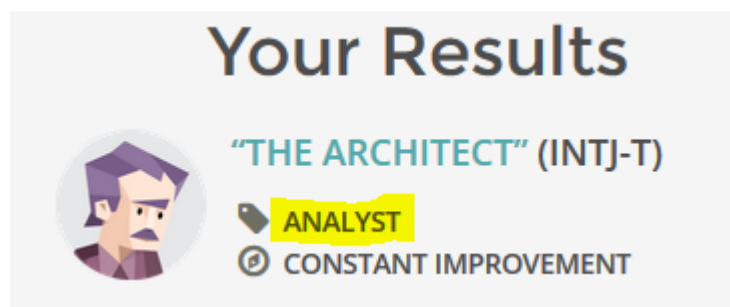 Your Results
“THE ARCHITECT” (INTJ-T)
ANALYST
CONSTANT IMPROVEMENT